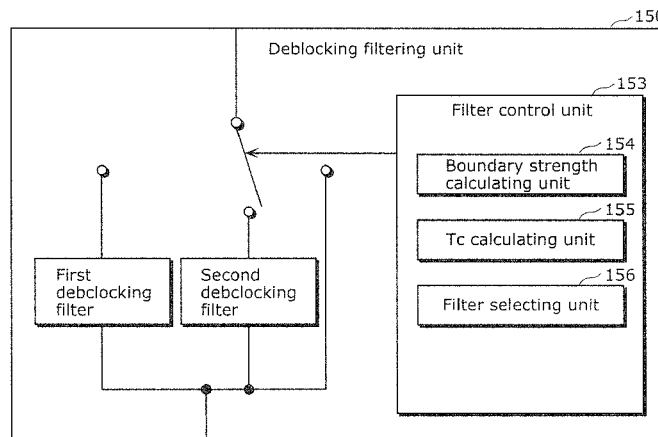 150
Deblocking filtering unit
153
Filter control unit
154
Boundary strength
calculating unit
155
Tc calculating unit
156
Filter selecting unit
First
debclocking
filter
Second
debclocking
filter